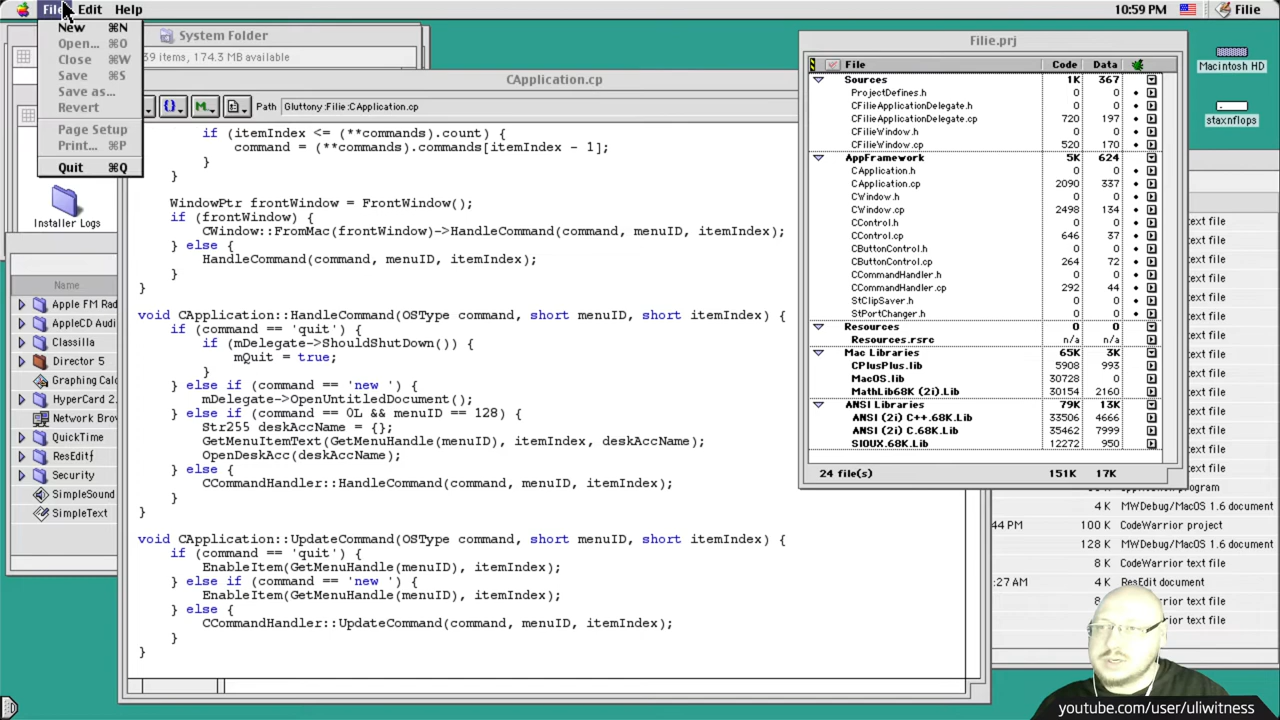 File Edit Help 10:59 PM Filie
New ⌘N
Open... ⌘O
Close ⌘W
Save ⌘S
Save as...
Revert
Page Setup
Print... ⌘P
Quit ⌘Q
System Folder
39 items, 174.3 MB available
Installer Logs
Name
Apple FM Rad
AppleCD Audi
Classilla
Director 5
Graphing Calc
HyperCard 2.
Network Brow
QuickTime
ResEdit
Security
SimpleSound
SimpleText
CApplication.cp
Path Gluttony:Filie:CApplication.cp
if (itemIndex <= (**commands).count) {
command = (**commands).commands[itemIndex - 1];
}
}
WindowPtr frontWindow = FrontWindow();
if (frontWindow) {
CWindow::FromMac(frontWindow)->HandleCommand(command, menuID, itemIndex);
} else {
HandleCommand(command, menuID, itemIndex);
}
}
void CApplication::HandleCommand(OSType command, short menuID, short itemIndex) {
if (command == 'quit') {
if (mDelegate->ShouldShutDown()) {
mQuit = true;
}
} else if (command == 'new ') {
mDelegate->OpenUntitledDocument();
} else if (command == 0L && menuID == 128) {
Str255 deskAccName = {};
GetMenuItemText(GetMenuHandle(menuID), itemIndex, deskAccName);
OpenDeskAcc(deskAccName);
} else {
CCommandHandler::HandleCommand(command, menuID, itemIndex);
}
}
void CApplication::UpdateCommand(OSType command, short menuID, short itemIndex) {
if (command == 'quit') {
EnableItem(GetMenuHandle(menuID), itemIndex);
} else if (command == 'new ') {
EnableItem(GetMenuHandle(menuID), itemIndex);
} else {
CCommandHandler::UpdateCommand(command, menuID, itemIndex);
}
}
Filie.prj
File Code Data
Sources 1K 367
ProjectDefines.h 0 0
CFilieApplicationDelegate.h 0 0
CFilieApplicationDelegate.cp 720 197
CFilieWindow.h 0 0
CFilieWindow.cp 520 170
AppFramework 5K 624
CApplication.h 0 0
CApplication.cp 2090 337
CWindow.h 0 0
CWindow.cp 2498 134
CControl.h 0 0
CControl.cp 646 37
CButtonControl.h 0 0
CButtonControl.cp 264 72
CCommandHandler.h 0 0
CCommandHandler.cp 292 44
StClipSaver.h 0 0
StPortChanger.h 0 0
Resources 0 0
Resources.rsrc n/a n/a
Mac Libraries 65K 3K
CPlusPlus.lib 5908 993
MacOS.lib 30728 0
MathLib68K (2i).Lib 30154 2160
ANSI Libraries 79K 13K
ANSI (2i) C++.68K.Lib 33506 4666
ANSI (2i) C.68K.Lib 35462 7999
SIOUX.68K.Lib 12272 950
24 file(s) 151K 17K
Macintosh HD
staxnflops
text file
text file
text file
text file
text file
text file
text file
text file
text file
text file
text file
text file
text file
text file
application program
4 K MWDebug/MacOS 1.6 document
44 PM 100 K CodeWarrior project
128 K MWDebug/MacOS 1.6 document
4 K CodeWarrior text file
:27 AM 4 K ResEdit document
8 CodeWarrior text file
8 CodeWarrior text file
youtube.com/user/uliwitness